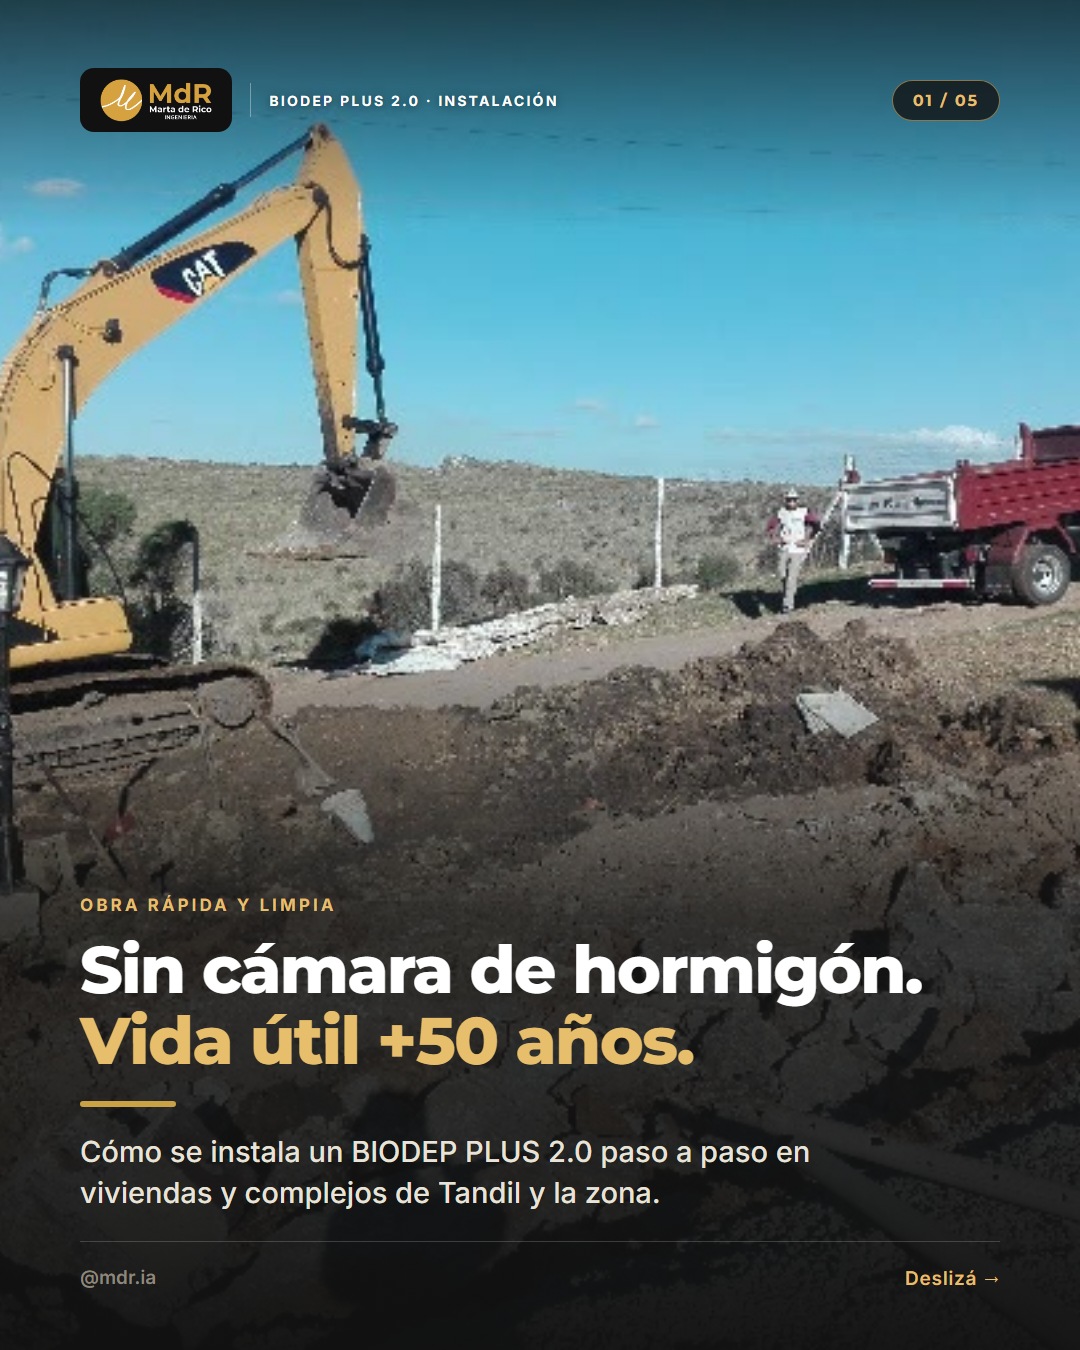 MdR
Marta de Rico
INGENIERIA
BIODEP PLUS 2.0 · INSTALACIÓN
01 / 05
CAT
OBRA RÁPIDA Y LIMPIA
Sin cámara de hormigón.
Vida útil +50 años.
Cómo se instala un BIODEP PLUS 2.0 paso a paso en
viviendas y complejos de Tandil y la zona.
@mdr.ia
Deslizá →